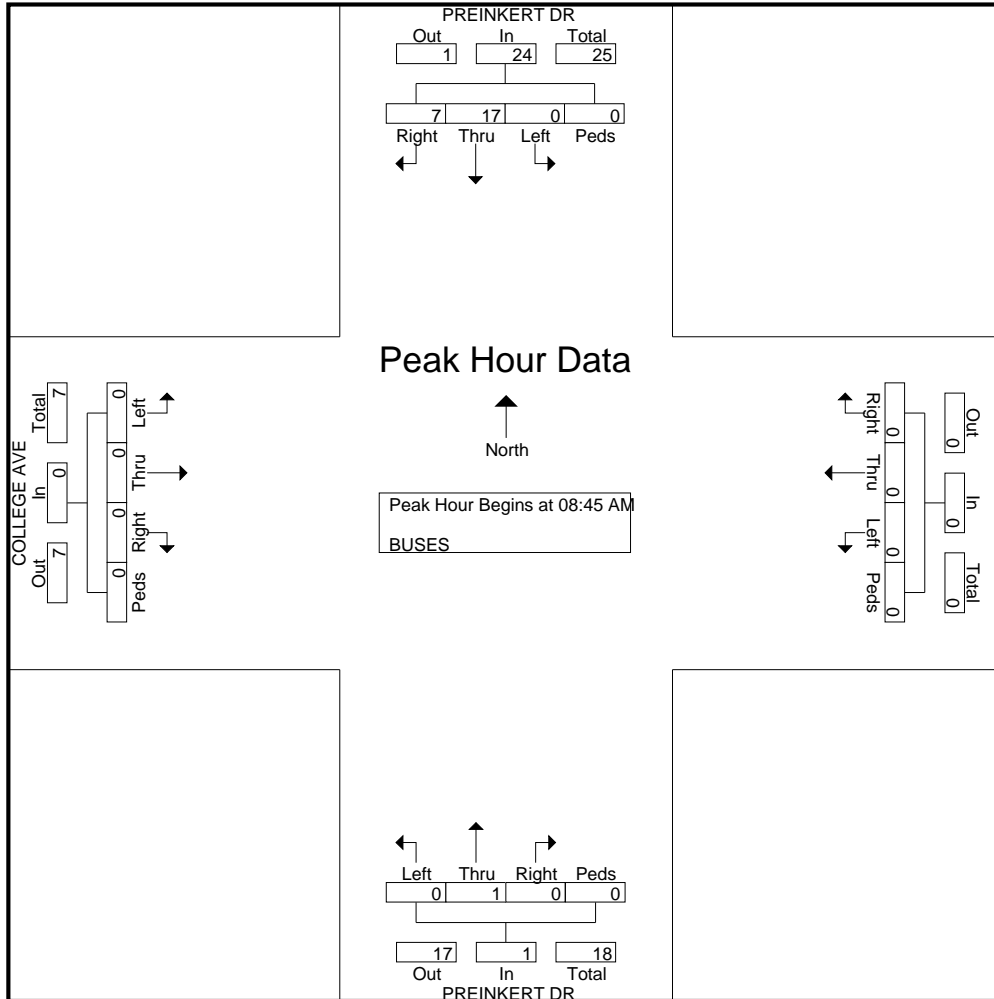 PREINKERT DR
Out In Total
1 24 25
7 17 0 0
Right Thru Left Peds
Peak Hour Data
North
Peak Hour Begins at 08:45 AM
BUSES
COLLEGE AVE
Out In Total
7 0 7
Left Thru Right Peds
0 0 0 0
Right Thru Left Peds
0 0 0 0
Out In Total
0 0 0
Left Thru Right Peds
0 1 0 0
17 1 18
Out In Total
PREINKERT DR